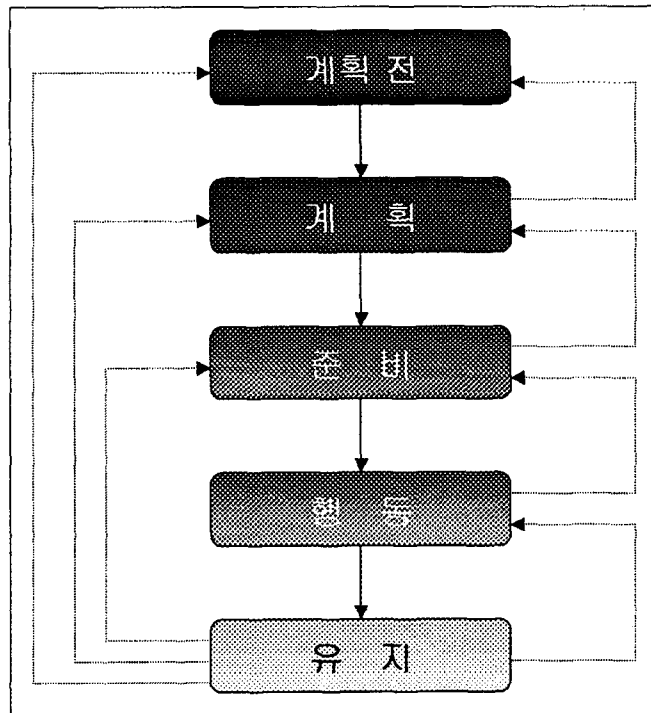 계획 전
계 획
준 비
행 동
유 지